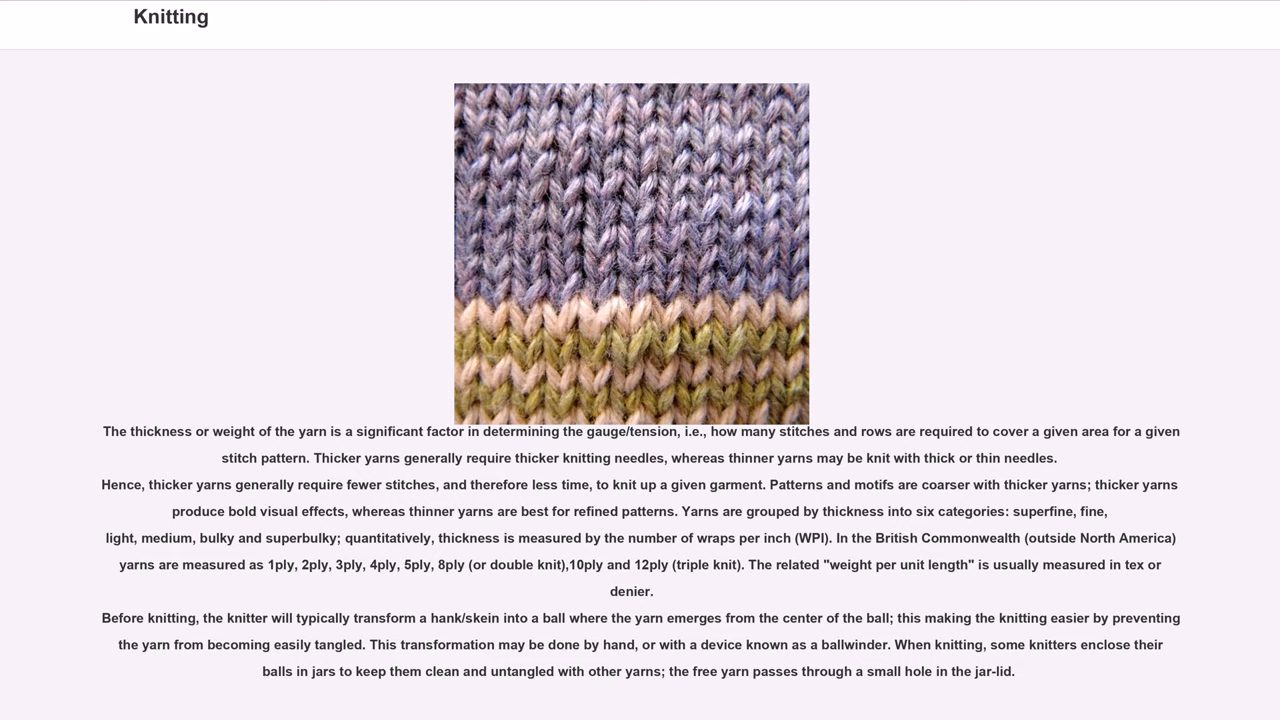 Knitting
The thickness or weight of the yarn is a significant factor in determining the gauge/tension, i.e., how many stitches and rows are required to cover a given area for a given
stitch pattern. Thicker yarns generally require thicker knitting needles, whereas thinner yarns may be knit with thick or thin needles.
Hence, thicker yarns generally require fewer stitches, and therefore less time, to knit up a given garment. Patterns and motifs are coarser with thicker yarns; thicker yarns
produce bold visual effects, whereas thinner yarns are best for refined patterns. Yarns are grouped by thickness into six categories: superfine, fine,
light, medium, bulky and superbulky; quantitatively, thickness is measured by the number of wraps per inch (WPI). In the British Commonwealth (outside North America)
yarns are measured as 1ply, 2ply, 3ply, 4ply, 5ply, 8ply (or double knit),10ply and 12ply (triple knit). The related "weight per unit length" is usually measured in tex or
denier.
Before knitting, the knitter will typically transform a hank/skein into a ball where the yarn emerges from the center of the ball; this making the knitting easier by preventing
the yarn from becoming easily tangled. This transformation may be done by hand, or with a device known as a ballwinder. When knitting, some knitters enclose their
balls in jars to keep them clean and untangled with other yarns; the free yarn passes through a small hole in the jar-lid.